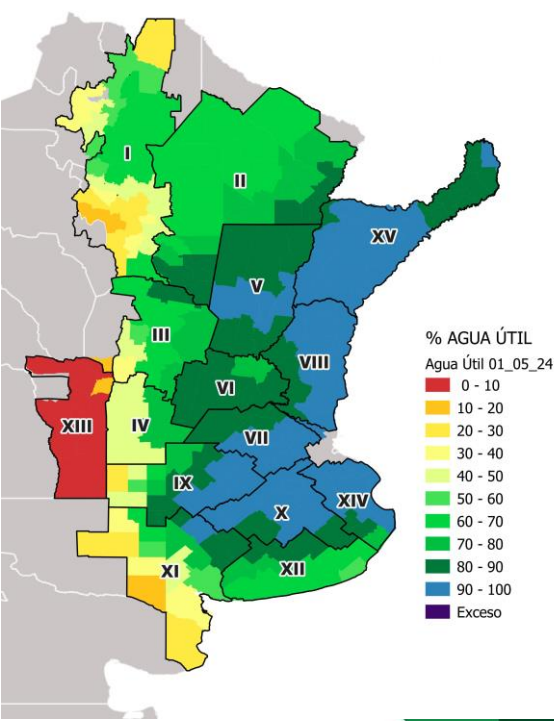 I
II
XV
V
III
VIII
VI
XIII
IV
VII
IX
XIV
X
XI
XII
% AGUA ÚTIL
Agua Útil 01_05_24
0 - 10
10 - 20
20 - 30
30 - 40
40 - 50
50 - 60
60 - 70
70 - 80
80 - 90
90 - 100
Exceso